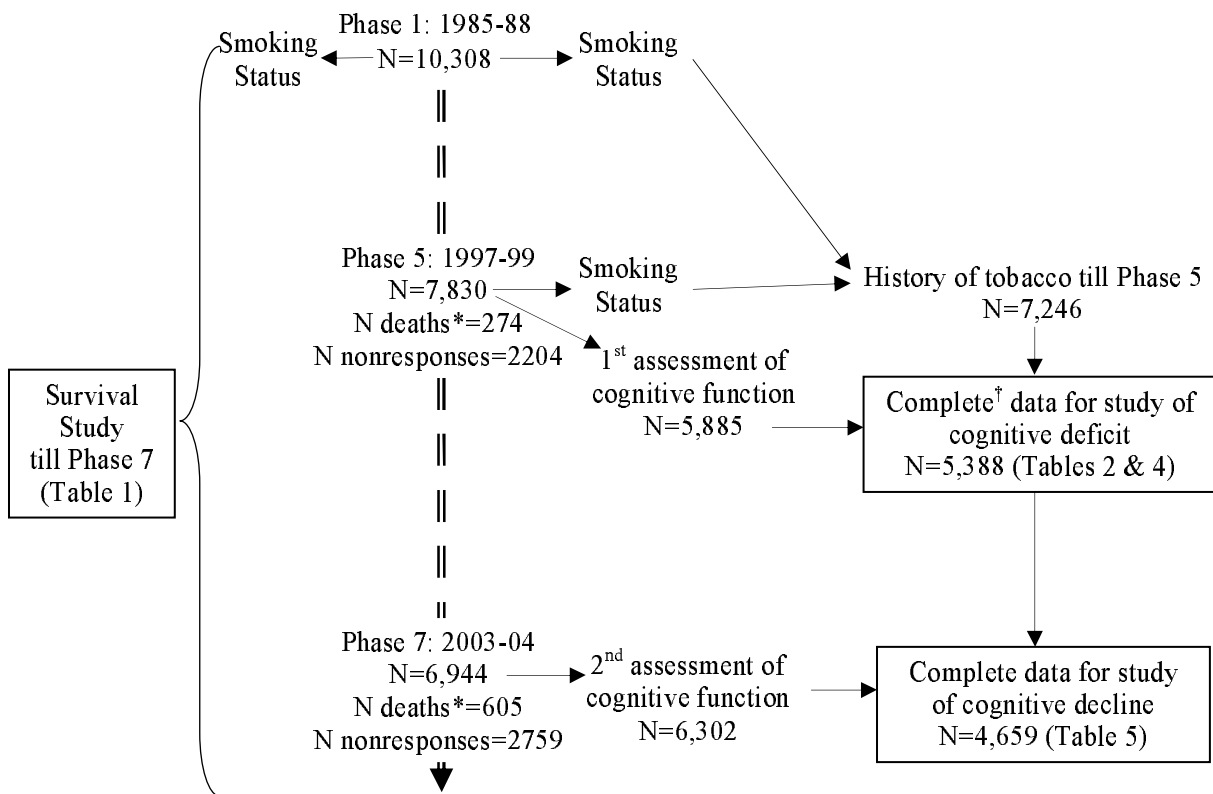 Phase 1: 1985-88
N=10,308
Smoking
Status
Smoking
Status
Phase 5: 1997-99
N=7,830
N deaths*=274
N nonresponses=2204
Smoking
Status
History of tobacco till Phase 5
N=7,246
1st assessment of
cognitive function
N=5,885
Survival
Study
till Phase 7
(Table 1)
Complete† data for study of
cognitive deficit
N=5,388 (Tables 2 & 4)
Phase 7: 2003-04
N=6,944
N deaths*=605
N nonresponses=2759
2nd assessment of
cognitive function
N=6,302
Complete data for study
of cognitive decline
N=4,659 (Table 5)